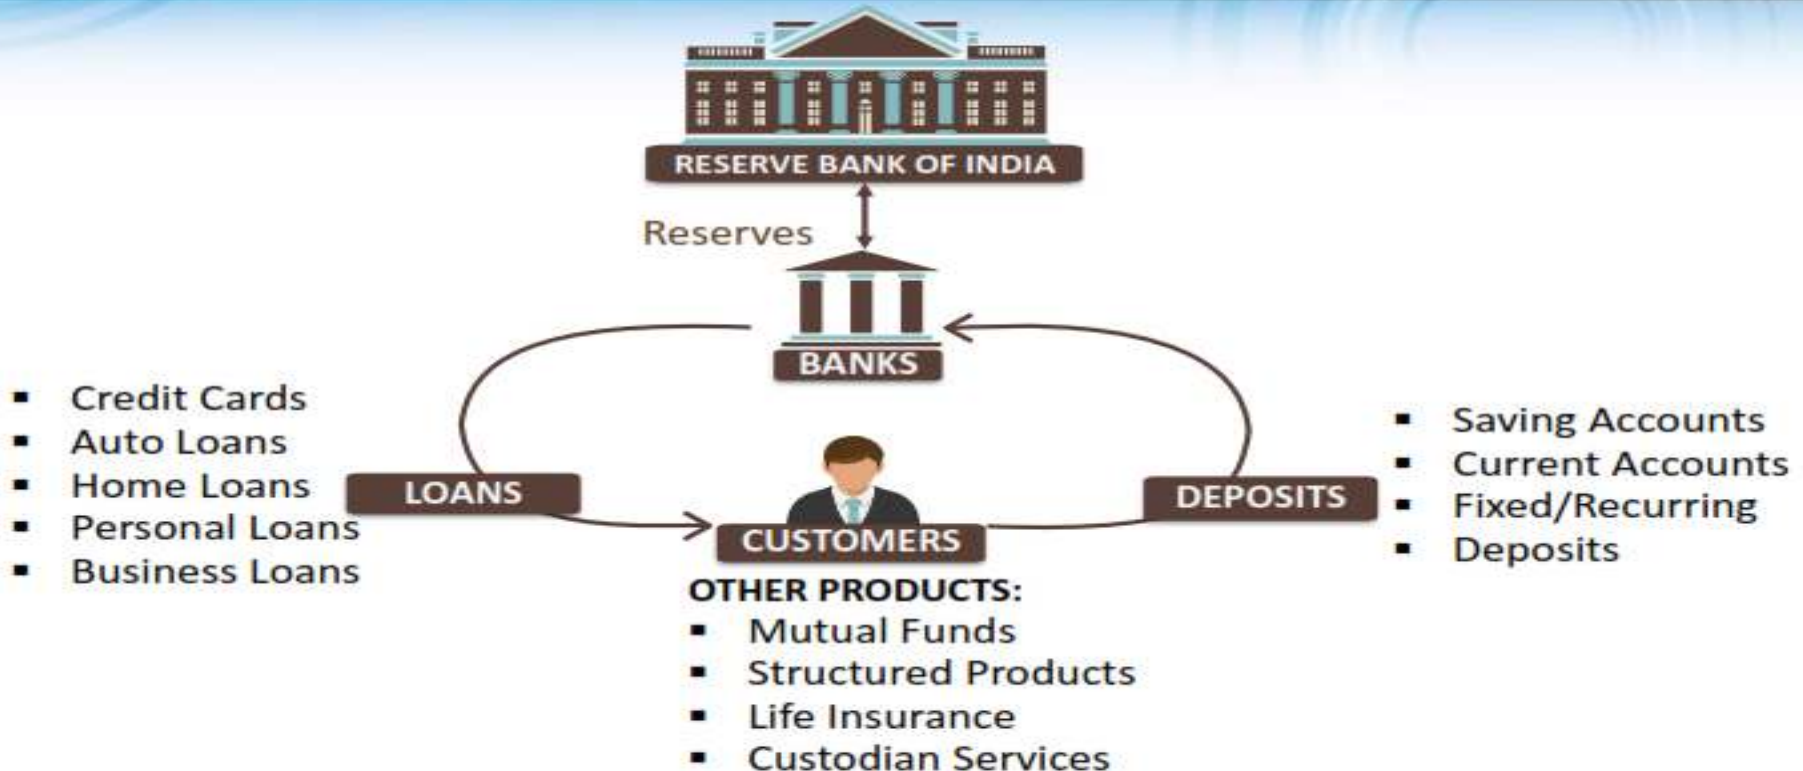 RESERVE BANK OF INDIA
Reserves
BANKS
▪ Credit Cards
▪ Auto Loans
▪ Home Loans
▪ Personal Loans
▪ Business Loans
LOANS
CUSTOMERS
DEPOSITS
▪ Saving Accounts
▪ Current Accounts
▪ Fixed/Recurring
▪ Deposits
OTHER PRODUCTS:
▪ Mutual Funds
▪ Structured Products
▪ Life Insurance
▪ Custodian Services